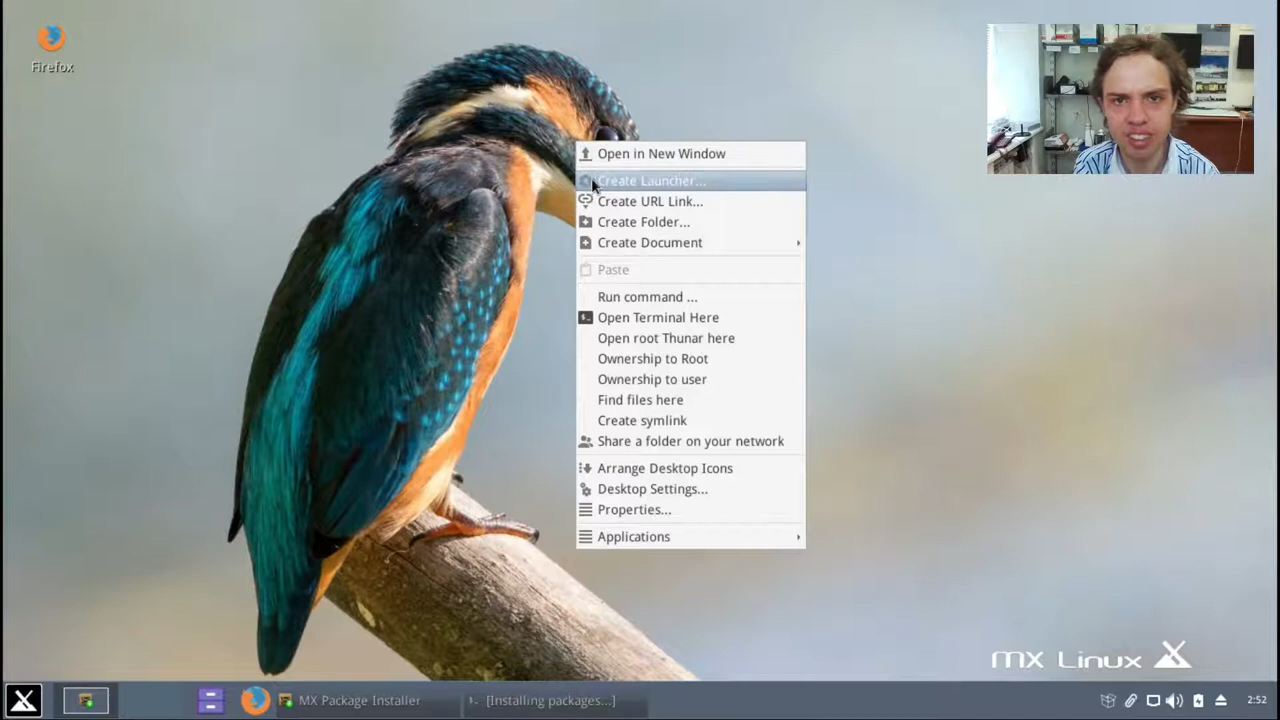 Firefox
Open in New Window
Create Launcher...
Create URL Link...
Create Folder...
Create Document
Paste
Run command ...
Open Terminal Here
Open root Thunar here
Ownership to Root
Ownership to user
Find files here
Create symlink
Share a folder on your network
Arrange Desktop Icons
Desktop Settings...
Properties...
Applications
MX Linux
MX Package Installer
[Installing packages...]
2:52